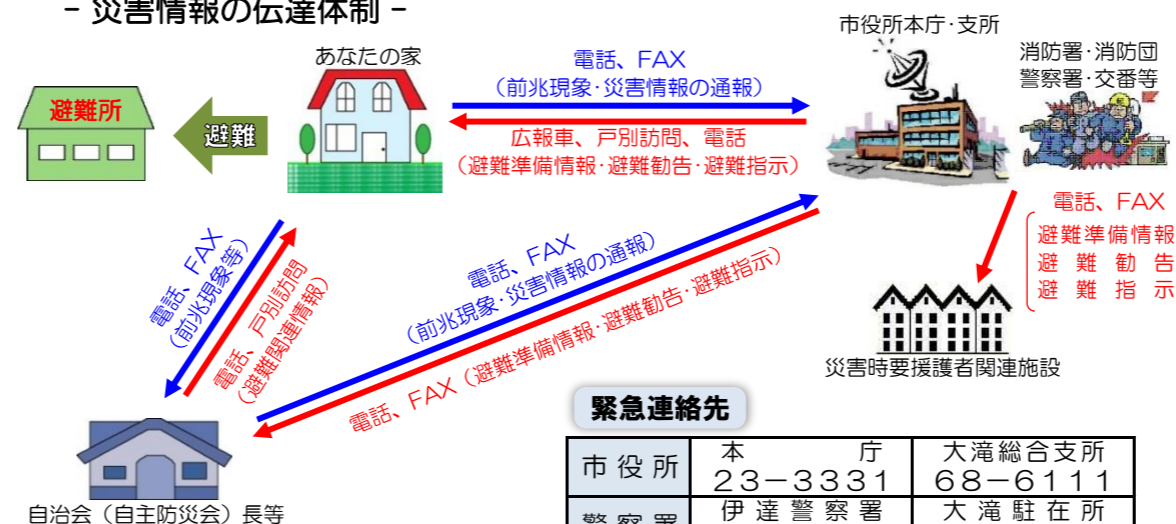 - 災害情報の伝達体制 -
市役所本庁・支所
あなたの家
消防署・消防団
警察署・交番等
電話、FAX
(前兆現象・災害情報の通報)
避難所
避難
広報車、戸別訪問、電話
(避難準備情報・避難勧告・避難指示)
電話、FAX
避難準備情報
避難勧告
避難指示
電話、FAX
(前兆現象等)
電話、戸別訪問
(避難関連情報)
電話、FAX
(前兆現象・災害情報の通報)
電話、FAX(避難準備情報・避難勧告・避難指示)
災害時要援護者関連施設
自治会(自主防災会)長等
緊急連絡先
市役所 本庁 大滝総合支所
23-3331 68-6111
警察署 伊達警察署 大滝駐在所